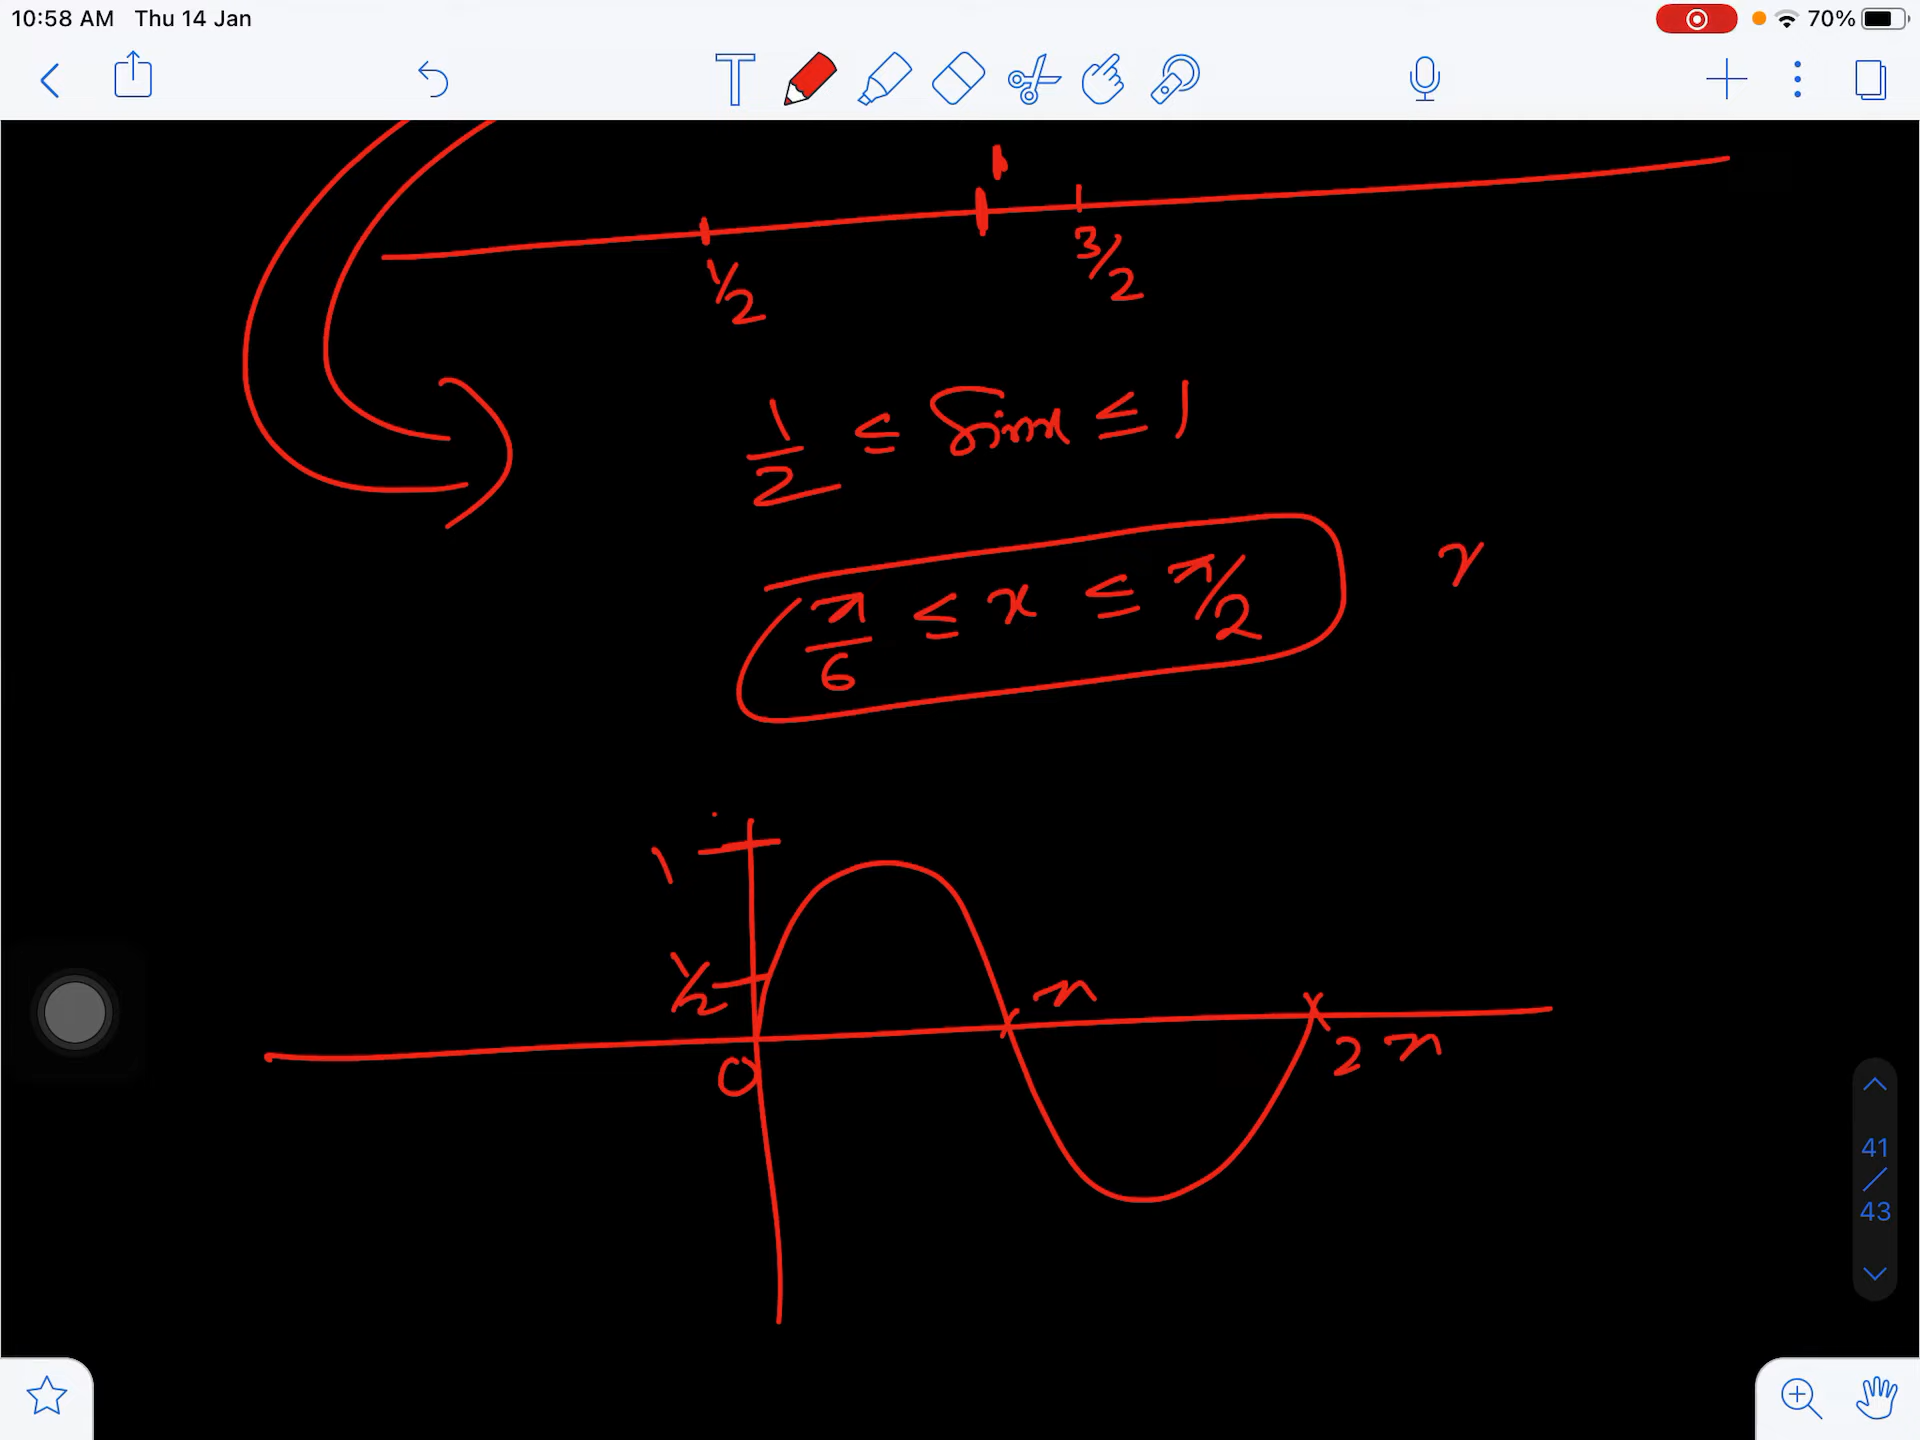 10:58 AM Thu 14 Jan 70%
T
1
1/2 3/2
1/2 ≤ Sinx ≤ 1
π/6 ≤ x ≤ π/2
1
1/2 π
0 2π
41
/
43